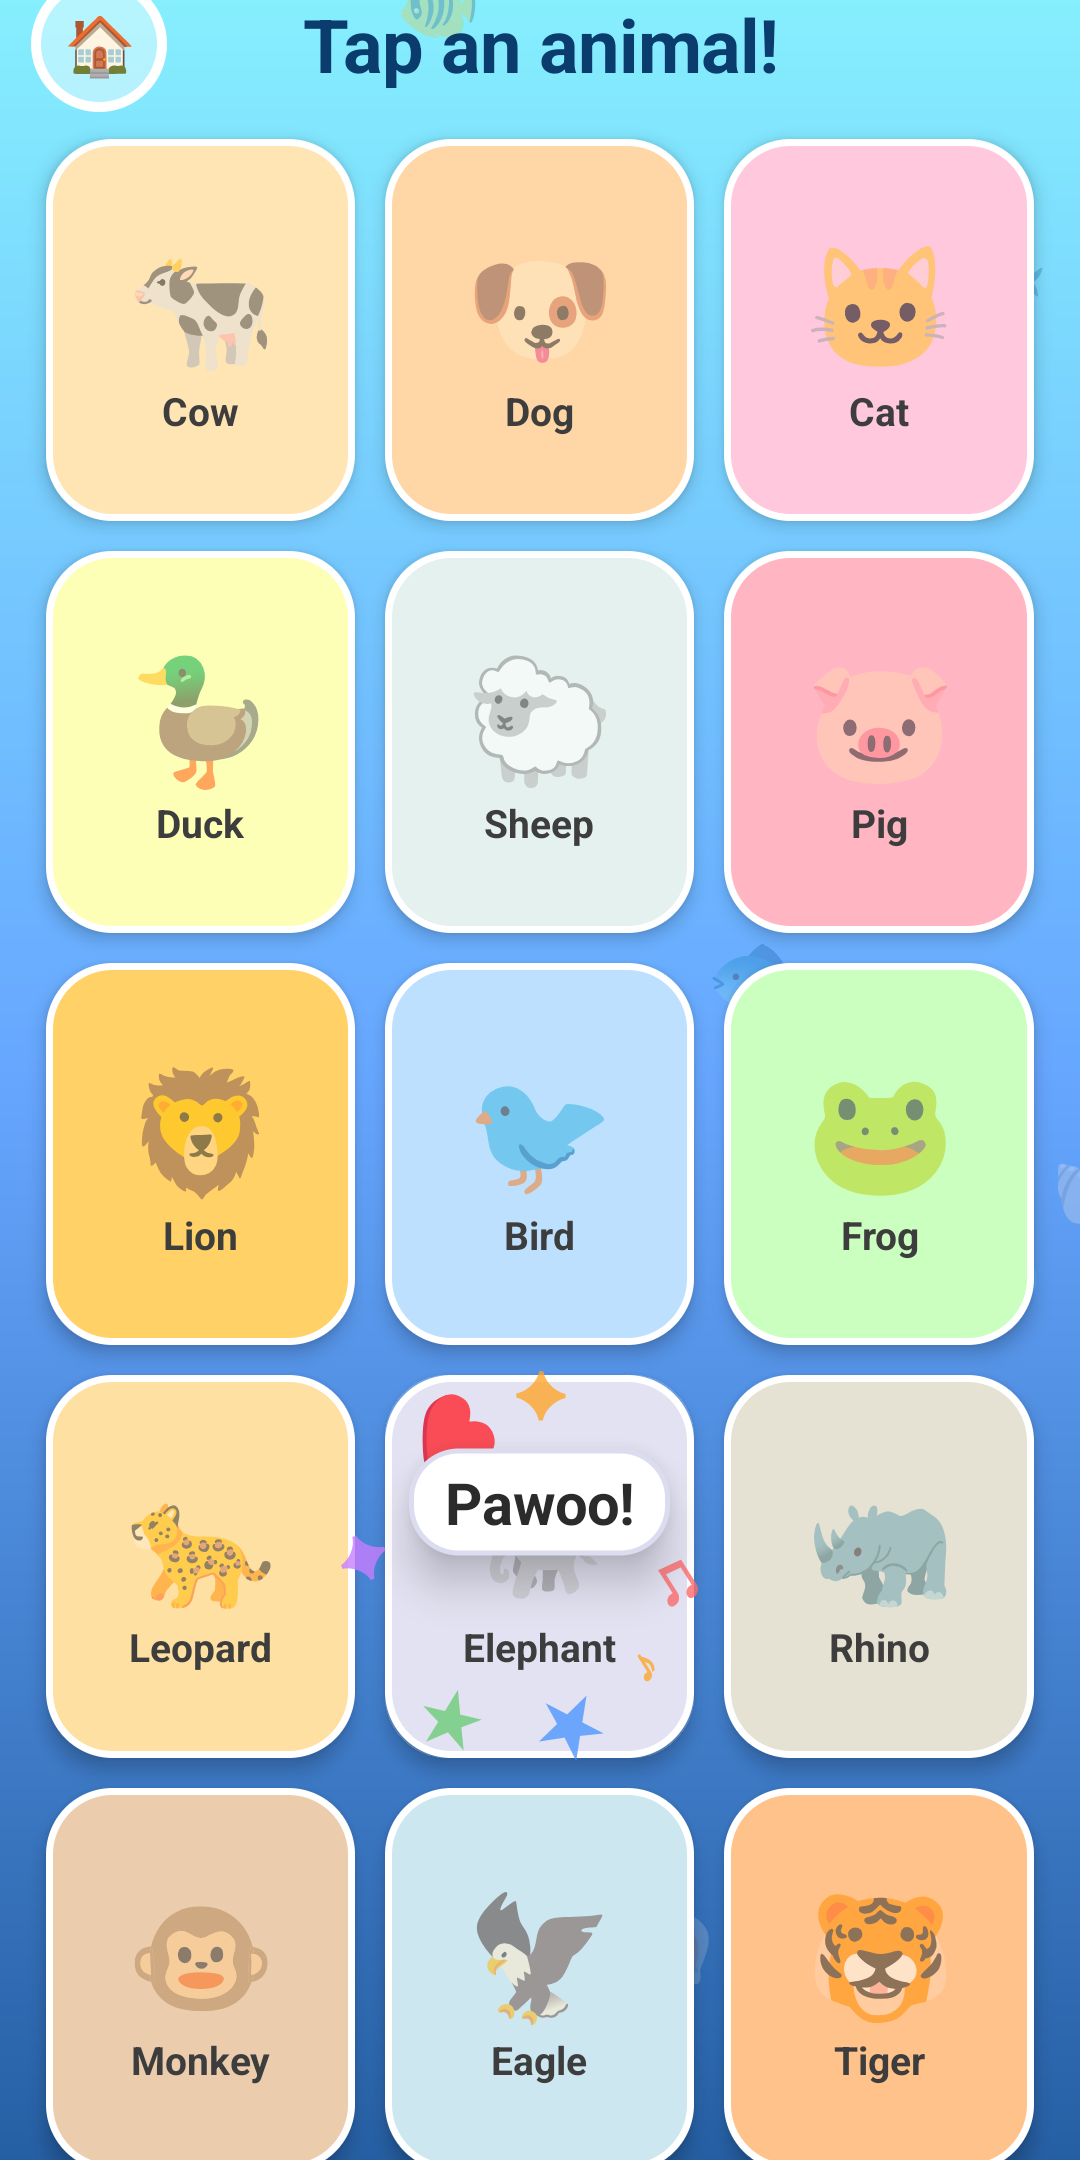 Tap an animal!
Cow
Dog
Cat
Duck
Sheep
Pig
Lion
Bird
Frog
Pawoo!
Leopard
Elephant
Rhino
Monkey
Eagle
Tiger